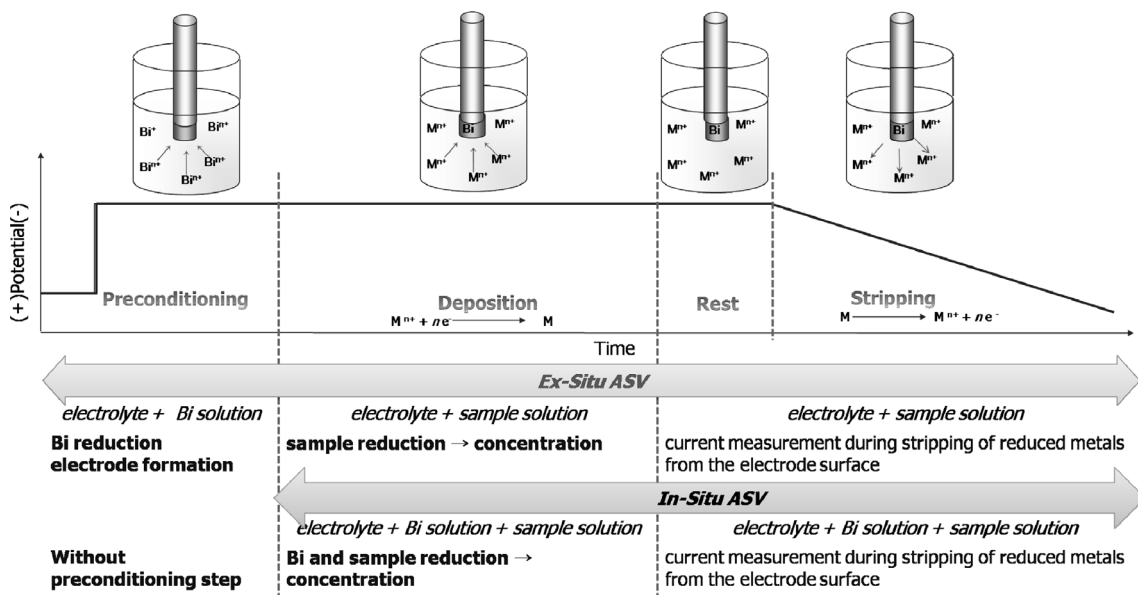 Bi⁺ Biⁿ⁺
Biⁿ⁺ Biⁿ⁺
Biⁿ⁺
Mⁿ⁺ Bi Mⁿ⁺
Mⁿ⁺ Mⁿ⁺
Mⁿ⁺
Mⁿ⁺ Bi Mⁿ⁺
Mⁿ⁺ Mⁿ⁺
Mⁿ⁺
Mⁿ⁺ Bi Mⁿ⁺
Mⁿ⁺ Mⁿ⁺
Mⁿ⁺
(+)Potential(-)
Preconditioning
Deposition
Mⁿ⁺ + ne⁻ → M
Rest
Stripping
M → Mⁿ⁺ + ne⁻
Time
Ex-Situ ASV
electrolyte + Bi solution
Bi reduction
electrode formation
electrolyte + sample solution
sample reduction → concentration
electrolyte + sample solution
current measurement during stripping of reduced metals
from the electrode surface
In-Situ ASV
Without
preconditioning step
electrolyte + Bi solution + sample solution
Bi and sample reduction →
concentration
electrolyte + Bi solution + sample solution
current measurement during stripping of reduced metals
from the electrode surface